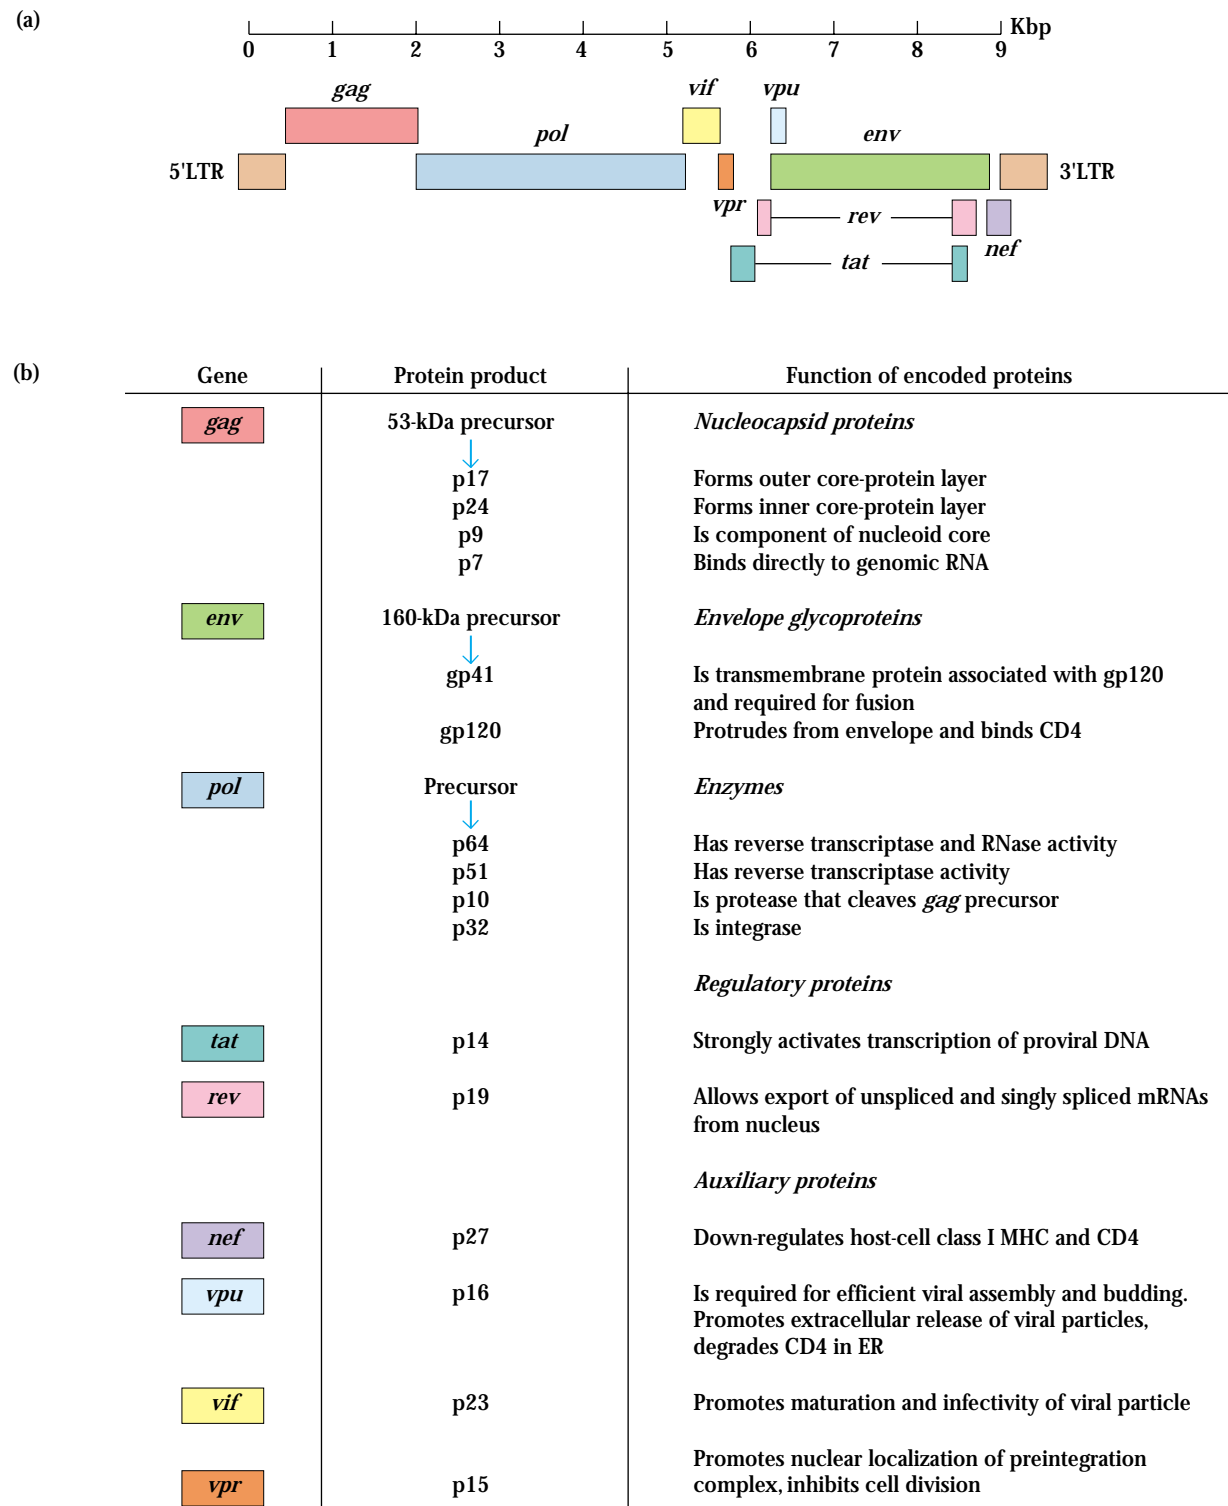 (a)
Kbp
0 1 2 3 4 5 6 7 8 9
gag vif vpu
pol env
5'LTR 3'LTR
vpr rev nef
tat
(b)
Gene Protein product Function of encoded proteins
gag 53-kDa precursor Nucleocapsid proteins
p17 Forms outer core-protein layer
p24 Forms inner core-protein layer
p9 Is component of nucleoid core
p7 Binds directly to genomic RNA
env 160-kDa precursor Envelope glycoproteins
gp41 Is transmembrane protein associated with gp120
and required for fusion
gp120 Protrudes from envelope and binds CD4
pol Precursor Enzymes
p64 Has reverse transcriptase and RNase activity
p51 Has reverse transcriptase activity
p10 Is protease that cleaves gag precursor
p32 Is integrase
Regulatory proteins
tat p14 Strongly activates transcription of proviral DNA
rev p19 Allows export of unspliced and singly spliced mRNAs
from nucleus
Auxiliary proteins
nef p27 Down-regulates host-cell class I MHC and CD4
vpu p16 Is required for efficient viral assembly and budding.
Promotes extracellular release of viral particles,
degrades CD4 in ER
vif p23 Promotes maturation and infectivity of viral particle
Promotes nuclear localization of preintegration
vpr p15 complex, inhibits cell division